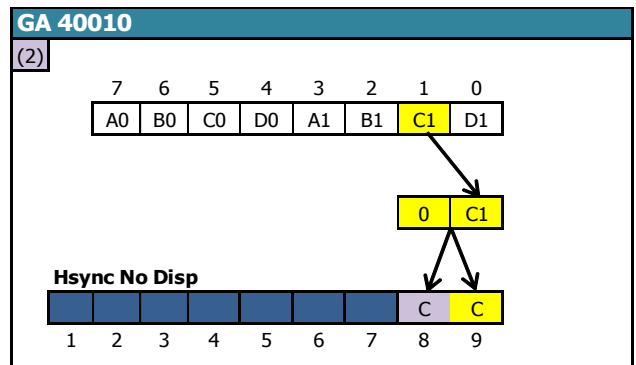 GA 40010
(2)
7 6 5 4 3 2 1 0
A0 B0 C0 D0 A1 B1 C1 D1
0 C1
Hsync No Disp
C C
1 2 3 4 5 6 7 8 9